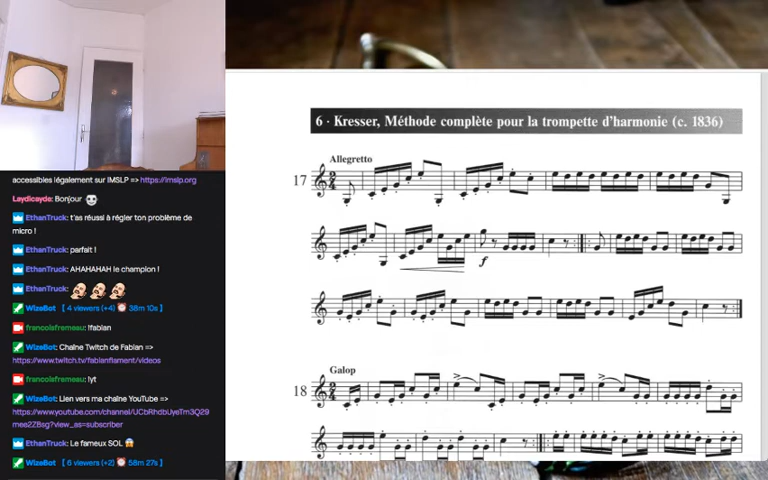 accessibles légalement sur IMSLP => https://imslp.org
Laydicayde: Bonjour
EthanTruck: t'as réussi à régler ton problème de
micro !
EthanTruck: parfait !
EthanTruck: AHAHAHAH le champion !
EthanTruck:
WizeBot 【 4 viewers (+4) 38m 10s 】
francoisfremeau: !fabian
WizeBot: Chaîne Twitch de Fabian =>
https://www.twitch.tv/fabianflament/videos
francoisfremeau: !yt
WizeBot: Lien vers ma chaîne YouTube =>
https://www.youtube.com/channel/UCbRhdbUyeTm3Q29
mee2ZBsg?view_as=subscriber
EthanTruck: Le fameux SOL
WizeBot 【 6 viewers (+2) 58m 27s 】
6 · Kresser, Méthode complète pour la trompette d'harmonie (c. 1836)
Allegretto
17
f
Galop
18